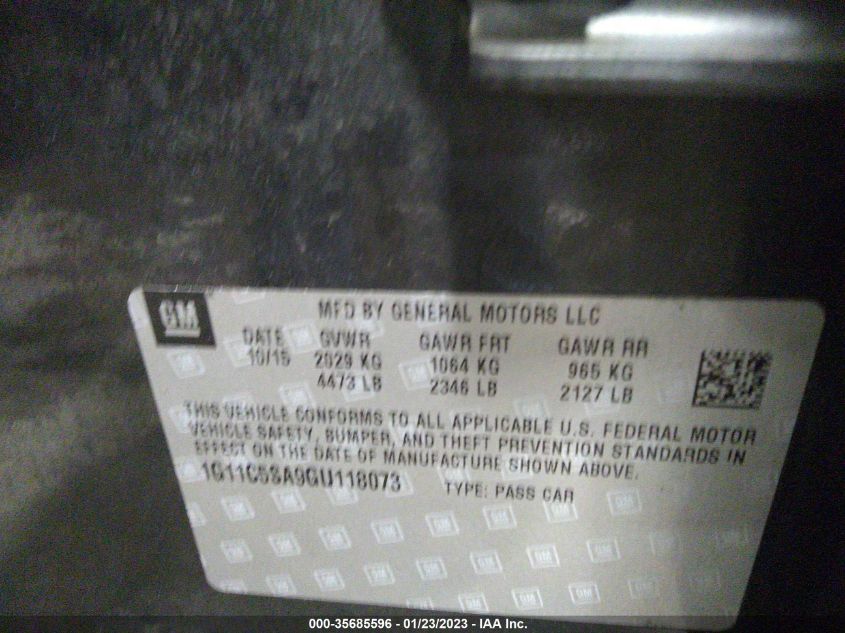 GM
MFD BY GENERAL MOTORS LLC
DATE GVWR GAWR FRT GAWR RR
10/15 2029 KG 1064 KG 965 KG
4473 LB 2346 LB 2127 LB
THIS VEHICLE CONFORMS TO ALL APPLICABLE U.S. FEDERAL MOTOR
VEHICLE SAFETY, BUMPER, AND THEFT PREVENTION STANDARDS IN
EFFECT ON THE DATE OF MANUFACTURE SHOWN ABOVE.
1G11C5SA9GU118073 TYPE: PASS CAR
000-35685596 - 01/23/2023 - IAA Inc.